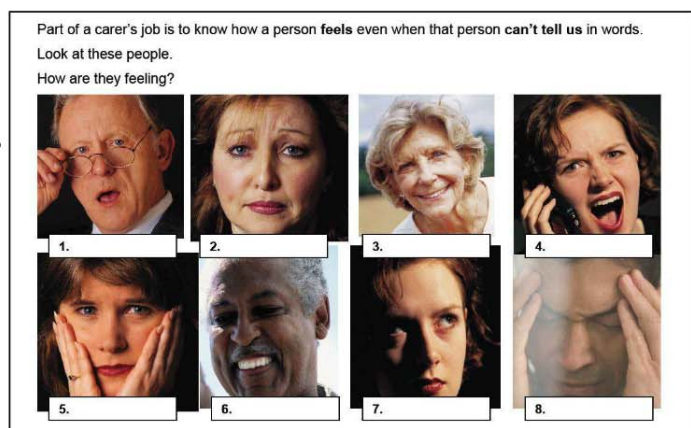 Part of a carer's job is to know how a person feels even when that person can't tell us in words.
Look at these people.
How are they feeling?
1.
2.
3.
4.
5.
6.
7.
8.